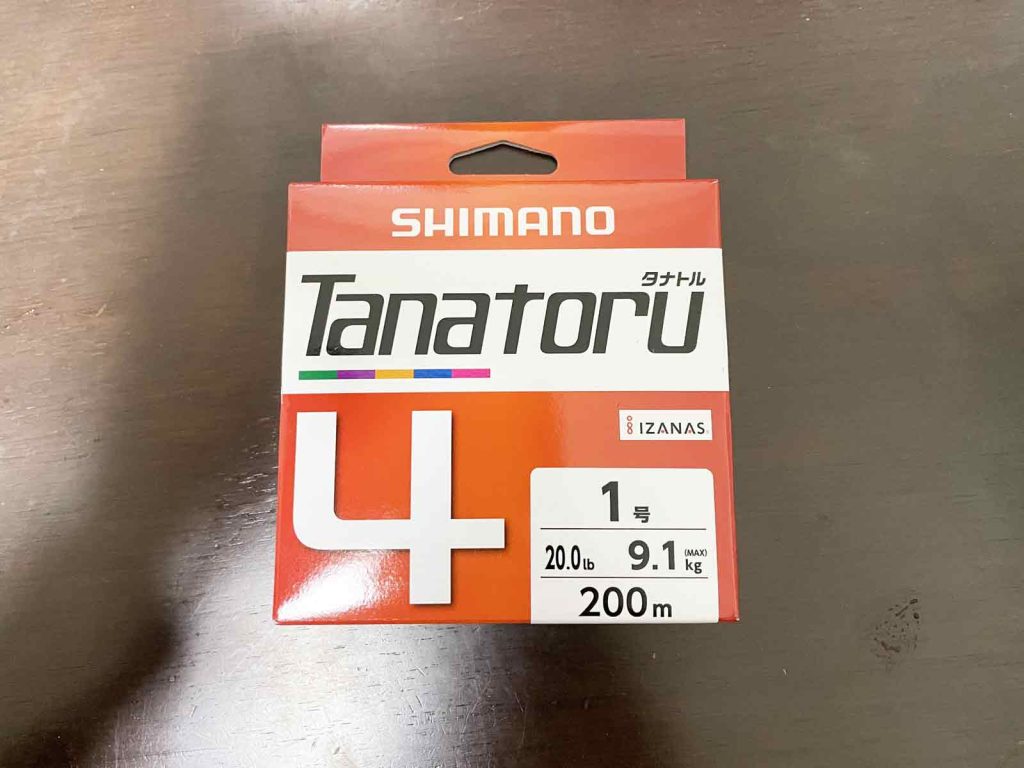 SHIMANO
タナトル
Tanatoru
4
IZANAS
1号
20.0lb 9.1(MAX)kg
200m